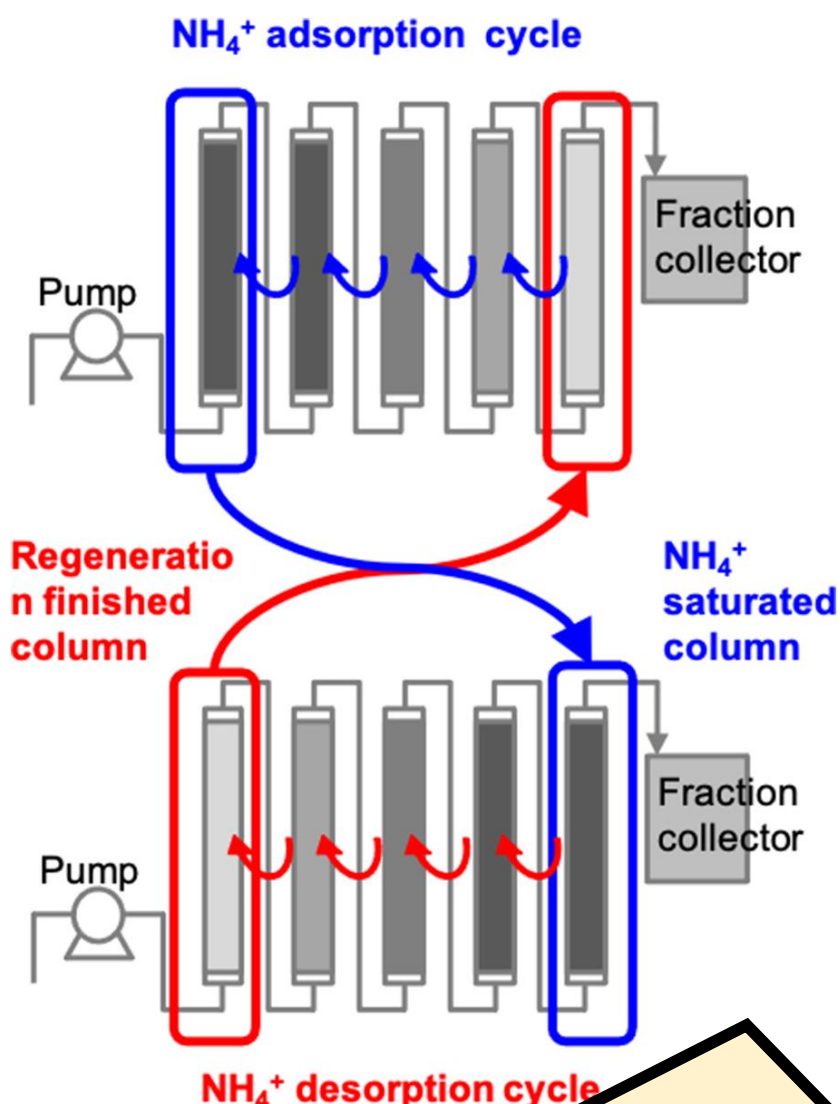 NH₄⁺ adsorption cycle
Fraction
collector
Pump
Regeneratio
n finished
column
NH₄⁺
saturated
column
Fraction
collector
Pump
NH₄⁺ desorption cycle